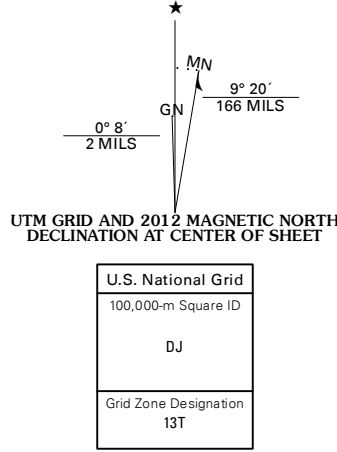 ★
MN
9° 20´
166 MILS
GN
0° 8´
2 MILS
UTM GRID AND 2012 MAGNETIC NORTH
DECLINATION AT CENTER OF SHEET
U.S. National Grid
100,000-m Square ID
DJ
Grid Zone Designation
13T